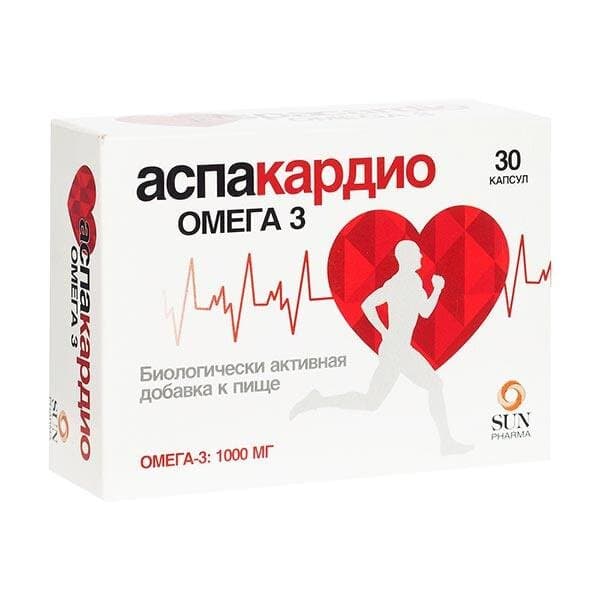 аспакардио
ОМЕГА 3
30
КАПСУЛ
Биологически активная
добавка к пище
ОМЕГА-3: 1000 МГ
SUN
PHARMA
аспакардио
ОМЕГА 3
SUN